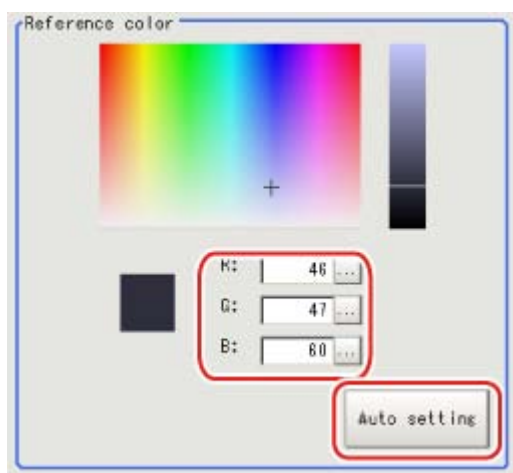 Reference color
R: 46 ...
G: 47 ...
B: 60 ...
Auto setting